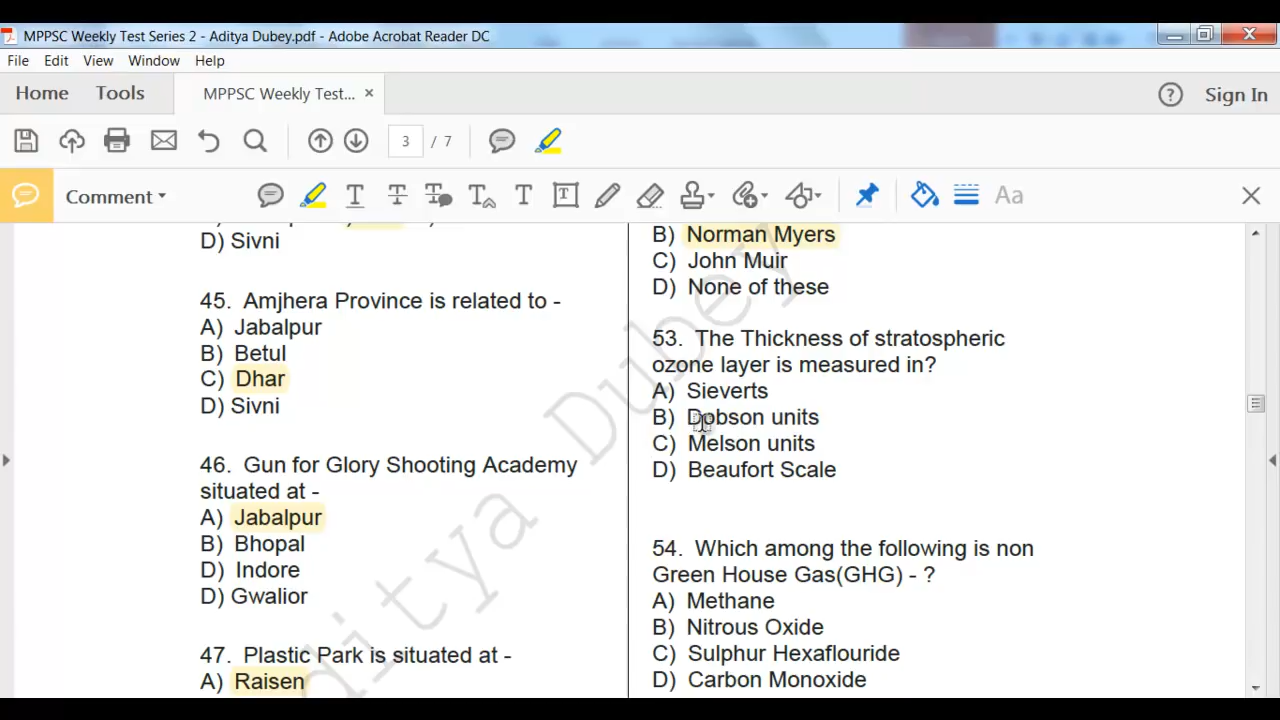 MPPSC Weekly Test Series 2 - Aditya Dubey.pdf - Adobe Acrobat Reader DC
File Edit View Window Help
Home Tools MPPSC Weekly Test... × ? Sign In
3 / 7
Comment Aa
D) Sivni
45. Amjhera Province is related to -
A) Jabalpur
B) Betul
C) Dhar
D) Sivni
46. Gun for Glory Shooting Academy
situated at -
A) Jabalpur
B) Bhopal
D) Indore
D) Gwalior
47. Plastic Park is situated at -
A) Raisen
B) Norman Myers
C) John Muir
D) None of these
53. The Thickness of stratospheric
ozone layer is measured in?
A) Sieverts
B) Dobson units
C) Melson units
D) Beaufort Scale
54. Which among the following is non
Green House Gas(GHG) - ?
A) Methane
B) Nitrous Oxide
C) Sulphur Hexaflouride
D) Carbon Monoxide
ditya Dubey